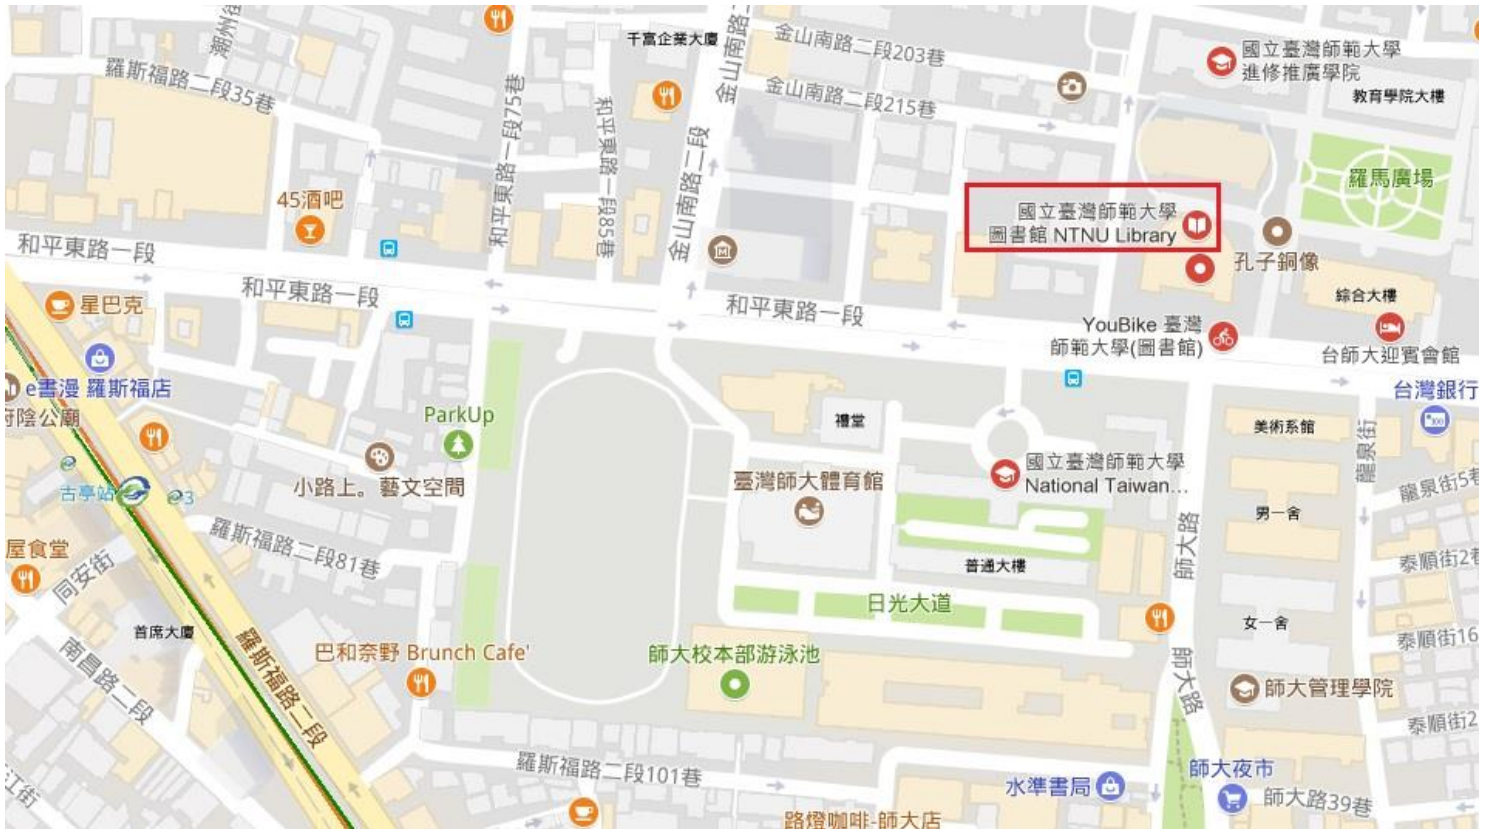 潮州街
羅斯福路二段35巷
和平東路一段75巷
和平東路一段85巷
千富企業大廈
金山南路二段
金山南路二段
金山南路二段203巷
金山南路二段215巷
國立臺灣師範大學
進修推廣學院
教育學院大樓
羅馬廣場
45酒吧
國立臺灣師範大學
圖書館 NTNU Library
孔子銅像
和平東路一段
和平東路一段
和平東路一段
綜合大樓
星巴克
YouBike 臺灣
師範大學(圖書館)
台師大迎賓會館
e書漫 羅斯福店
府陰公廟
台灣銀行
100
ParkUp
禮堂
美術系館
龍泉街
小路上。藝文空間
臺灣師大體育館
國立臺灣師範大學
National Taiwan...
古亭站
3
龍泉街5巷
男一舍
師大路
羅斯福路二段81巷
屋食堂
同安街
普通大樓
泰順街2巷
日光大道
首席大廈
女一舍
泰順街16
羅斯福路二段
巴和奈野 Brunch Cafe'
師大校本部游泳池
南昌路二段
師大路
師大管理學院
泰順街2
羅斯福路二段101巷
水準書局
師大夜市
師大路39巷
江街
路燈咖啡-師大店